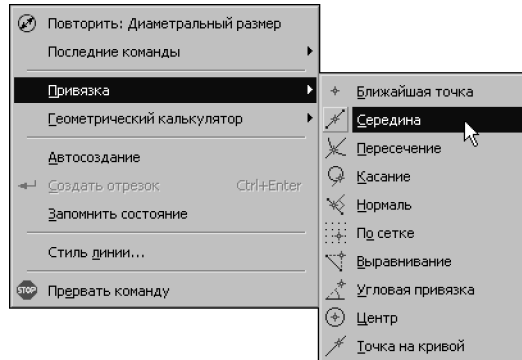 Повторить: Диаметральный размер
Последние команды
Привязка
Геометрический калькулятор
Автосоздание
Создать отрезок Ctrl+Enter
Запомнить состояние
Стиль линии...
STOP Прервать команду
Ближайшая точка
Середина
Пересечение
Касание
Нормаль
По сетке
Выравнивание
Угловая привязка
Центр
Точка на кривой